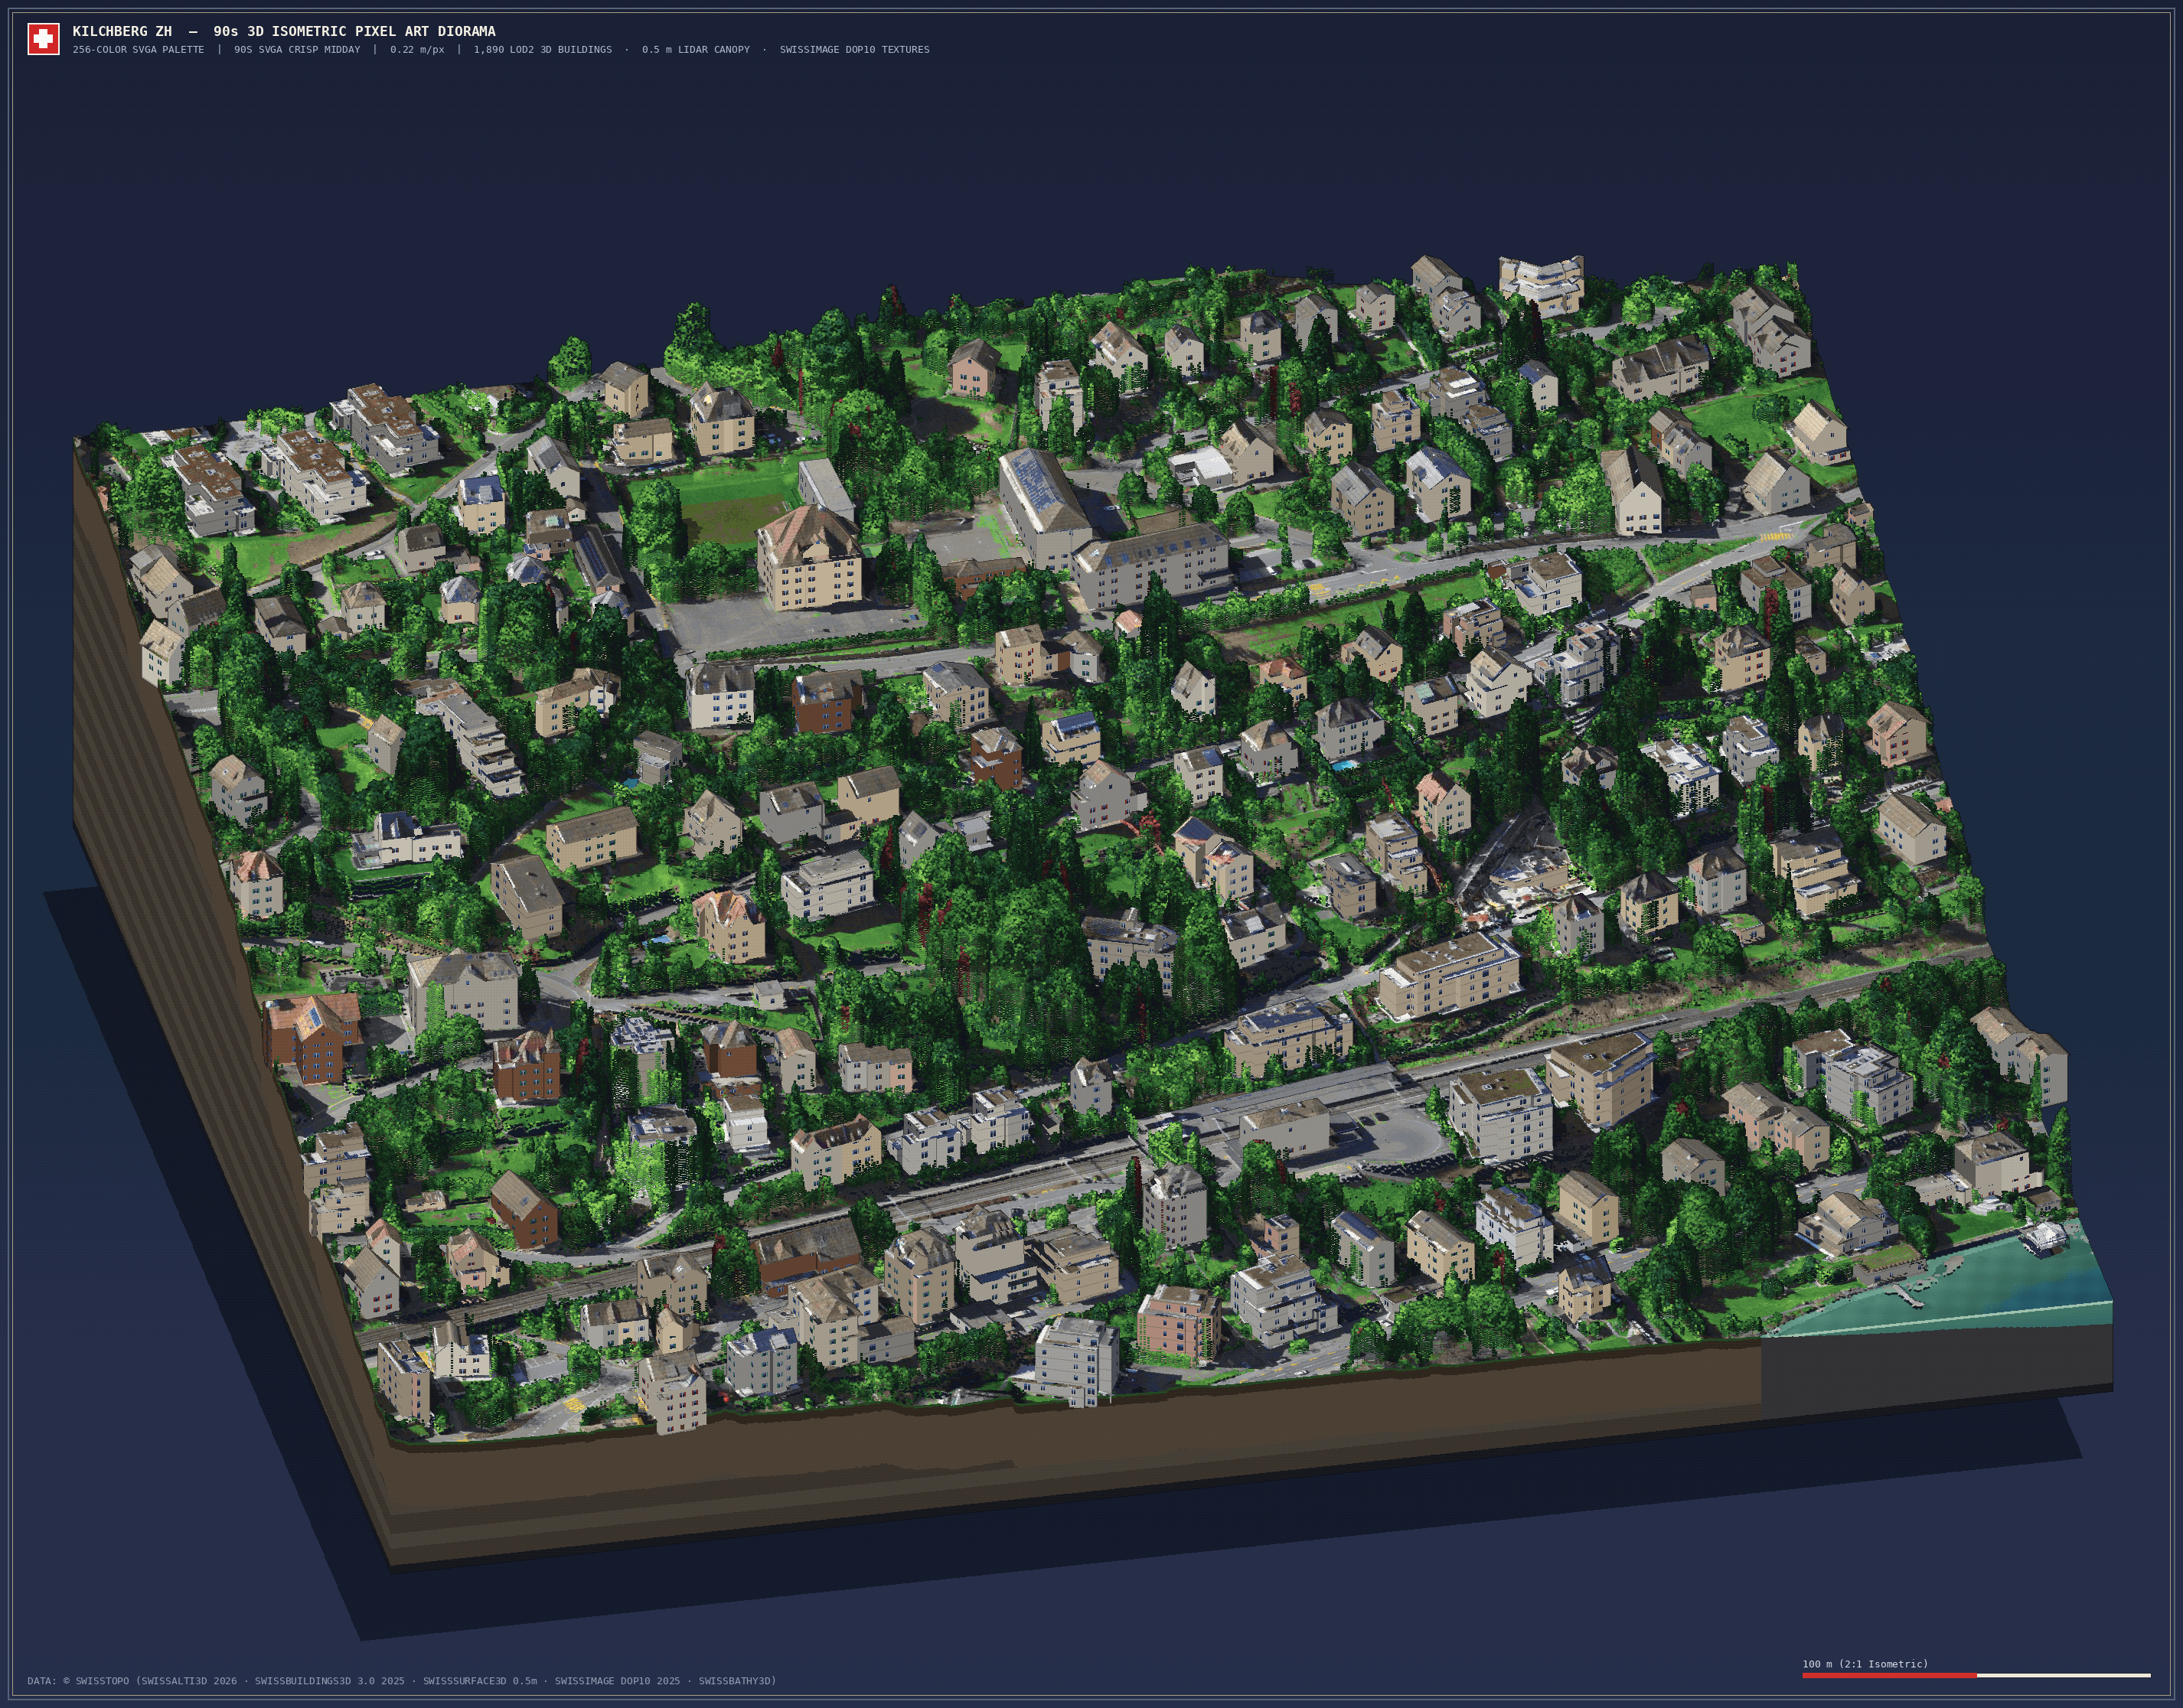 KILCHBERG ZH — 90s 3D ISOMETRIC PIXEL ART DIORAMA
256-COLOR SVGA PALETTE | 90S SVGA CRISP MIDDAY | 0.22 m/px | 1,890 LOD2 3D BUILDINGS · 0.5 m LIDAR CANOPY · SWISSIMAGE DOP10 TEXTURES
100 m (2:1 Isometric)
DATA: © SWISSTOPO (SWISSALTI3D 2026 · SWISSBUILDINGS3D 3.0 2025 · SWISSSURFACE3D 0.5m · SWISSIMAGE DOP10 2025 · SWISSBATHY3D)